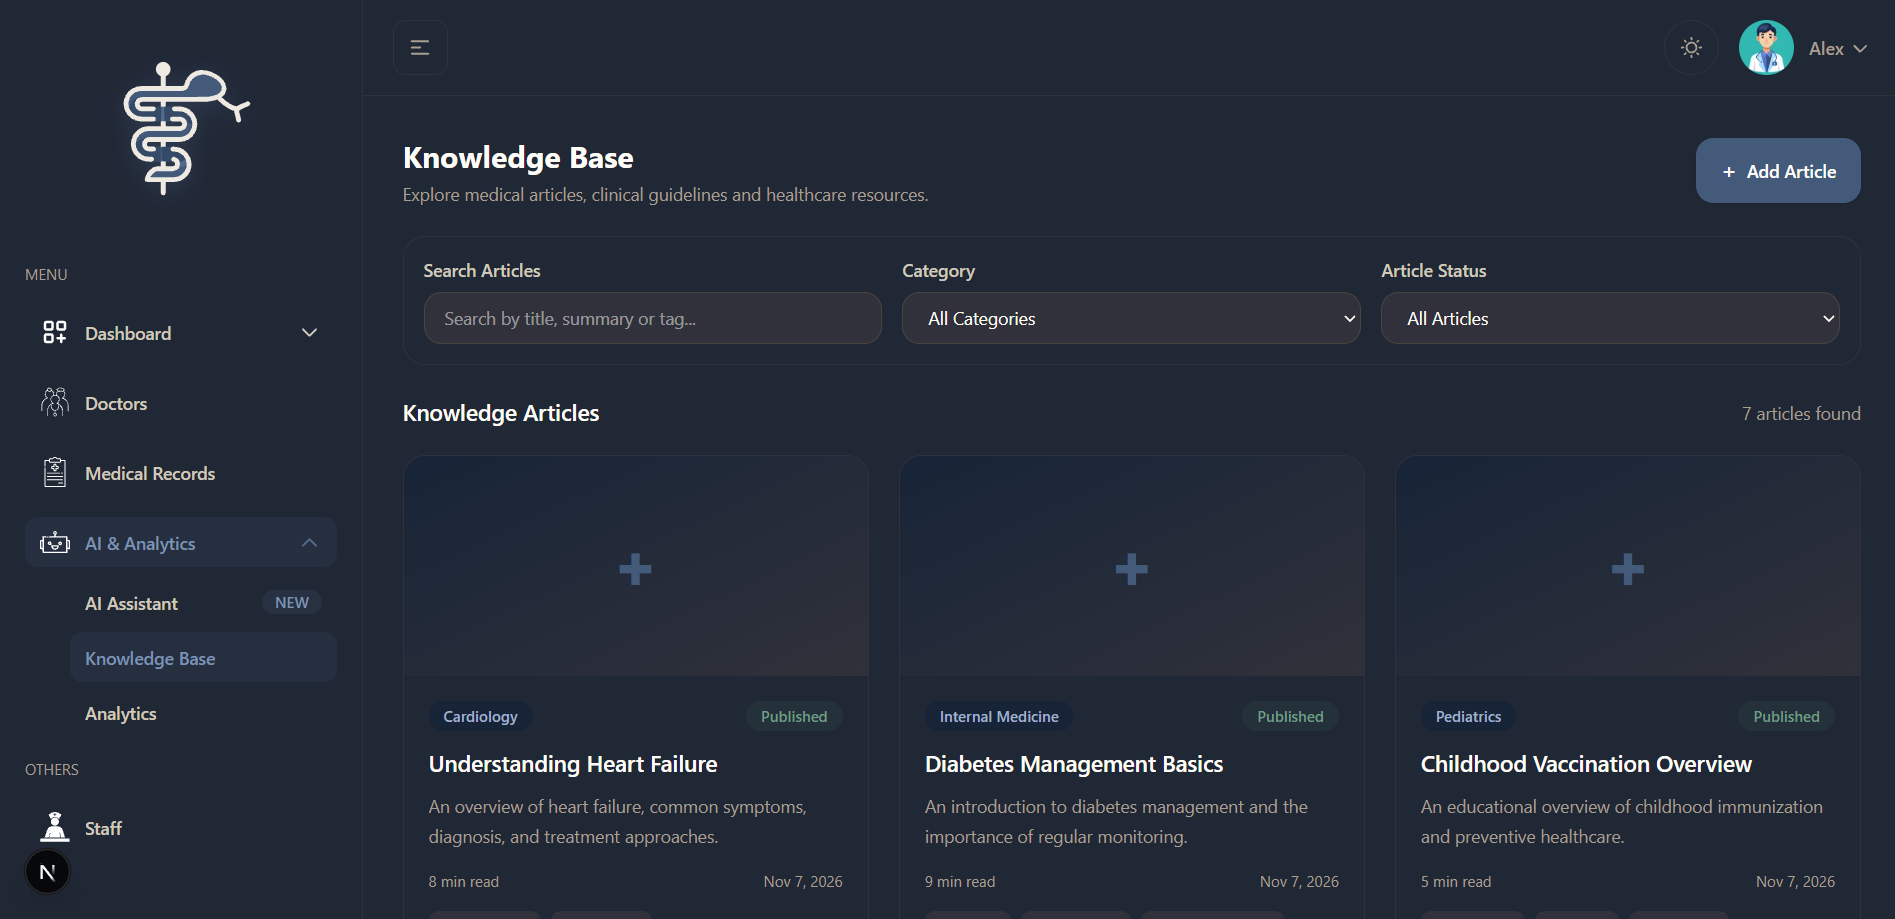 Alex
Knowledge Base
Explore medical articles, clinical guidelines and healthcare resources.
+ Add Article
MENU
Dashboard
Doctors
Medical Records
AI & Analytics
AI Assistant
NEW
Knowledge Base
Analytics
OTHERS
Staff
N
Search Articles
Search by title, summary or tag...
Category
All Categories
Article Status
All Articles
Knowledge Articles
7 articles found
Cardiology
Published
Understanding Heart Failure
An overview of heart failure, common symptoms,
diagnosis, and treatment approaches.
8 min read
Nov 7, 2026
Internal Medicine
Published
Diabetes Management Basics
An introduction to diabetes management and the
importance of regular monitoring.
9 min read
Nov 7, 2026
Pediatrics
Published
Childhood Vaccination Overview
An educational overview of childhood immunization
and preventive healthcare.
5 min read
Nov 7, 2026